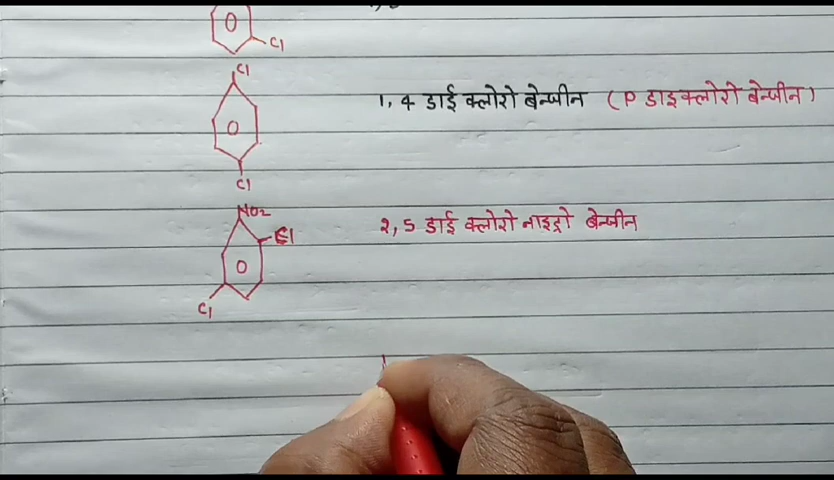 Cl
Cl
1, 4 डाई क्लोरो बेन्जीन (P डाइक्लोरो बेन्जीन)
Cl
NO2
Cl
2, 5 डाई क्लोरो नाइट्रो बेन्जीन
Cl